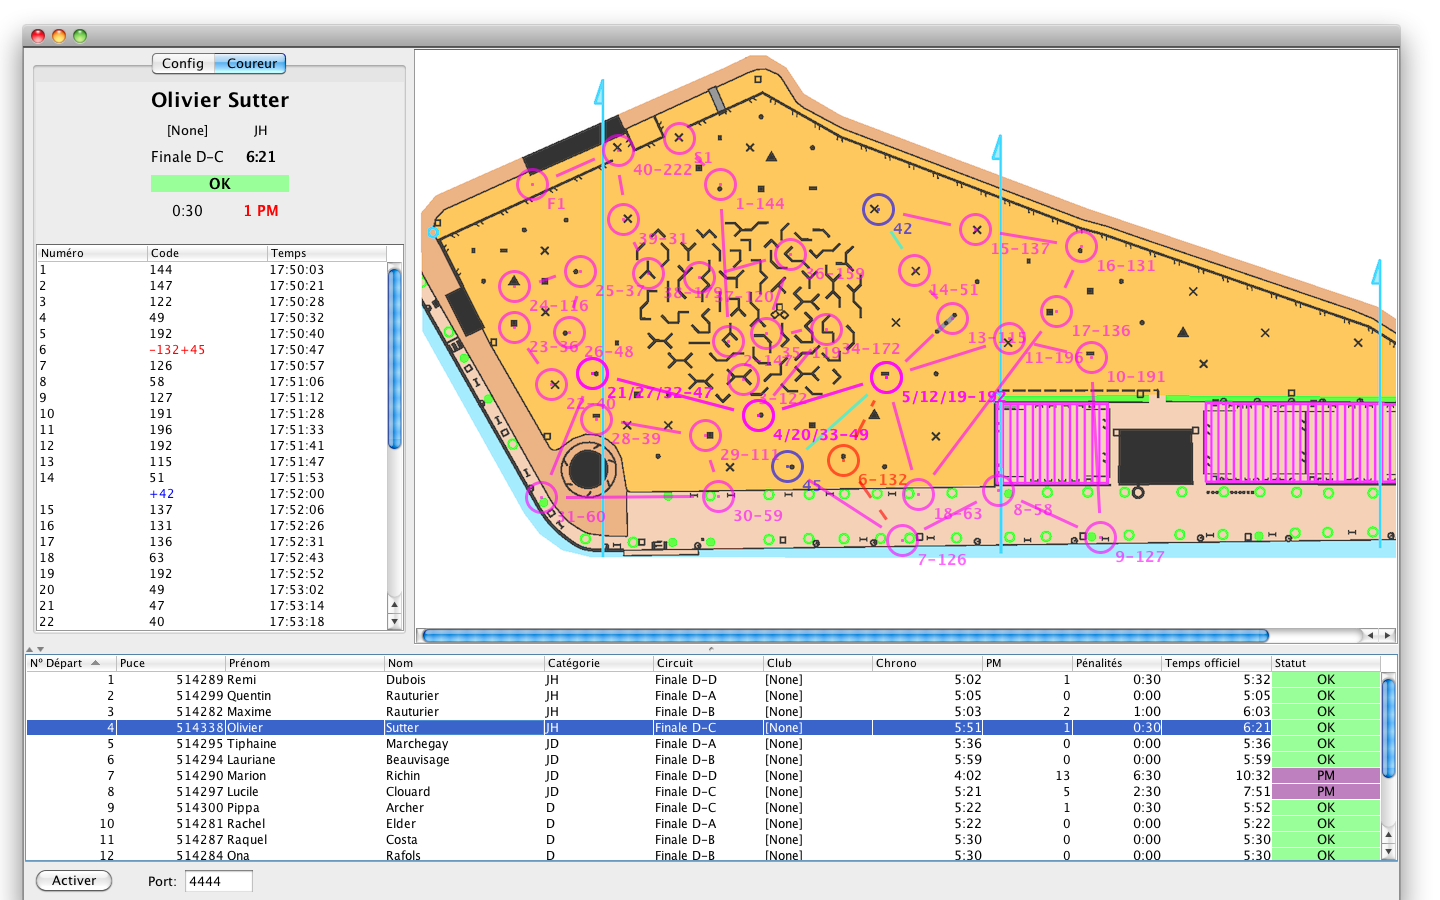 Config Coureur
Olivier Sutter
[None] JH
Finale D-C 6:21
OK
0:30 1 PM
Numéro Code Temps
1 144 17:50:03
2 147 17:50:21
3 122 17:50:28
4 49 17:50:32
5 192 17:50:40
6 -132+45 17:50:47
7 126 17:50:57
8 58 17:51:06
9 127 17:51:12
10 191 17:51:28
11 196 17:51:33
12 192 17:51:41
13 115 17:51:47
14 51 17:51:53
+42 17:52:00
15 137 17:52:06
16 131 17:52:26
17 136 17:52:31
18 63 17:52:43
19 192 17:52:52
20 49 17:53:02
21 47 17:53:14
22 40 17:53:18
S1
40-222
F1
1-144
42
39-31
15-137
16-131
36-159
25-37
38-179
37-120
14-51
24-116
17-136
13-115
23-36
26-48
2-147
35-119
34-172
11-196
10-191
21/27/32-47
3-122
5/12/19-192
22-40
4/20/33-49
28-39
29-111
45
6-132
31-60
30-59
18-63
8-58
7-126
9-127
N° Départ Puce Prénom Nom Catégorie Circuit Club Chrono PM Pénalités Temps officiel Statut
1 514289 Remi Dubois JH Finale D-D [None] 5:02 1 0:30 5:32 OK
2 514299 Quentin Rauturier JH Finale D-A [None] 5:05 0 0:00 5:05 OK
3 514282 Maxime Rauturier JH Finale D-B [None] 5:03 2 1:00 6:03 OK
4 514338 Olivier Sutter JH Finale D-C [None] 5:51 1 0:30 6:21 OK
5 514295 Tiphaine Marchegay JD Finale D-A [None] 5:36 0 0:00 5:36 OK
6 514294 Lauriane Beauvisage JD Finale D-B [None] 5:59 0 0:00 5:59 OK
7 514290 Marion Richin JD Finale D-D [None] 4:02 13 6:30 10:32 PM
8 514297 Lucile Clouard JD Finale D-C [None] 5:21 5 2:30 7:51 PM
9 514300 Pippa Archer D Finale D-C [None] 5:22 1 0:30 5:52 OK
10 514281 Rachel Elder D Finale D-A [None] 5:22 0 0:00 5:22 OK
11 514287 Raquel Costa D Finale D-B [None] 5:30 0 0:00 5:30 OK
12 514284 Ona Rafols D Finale D-B [None] 5:30 0 0:00 5:30 OK
Activer Port: 4444